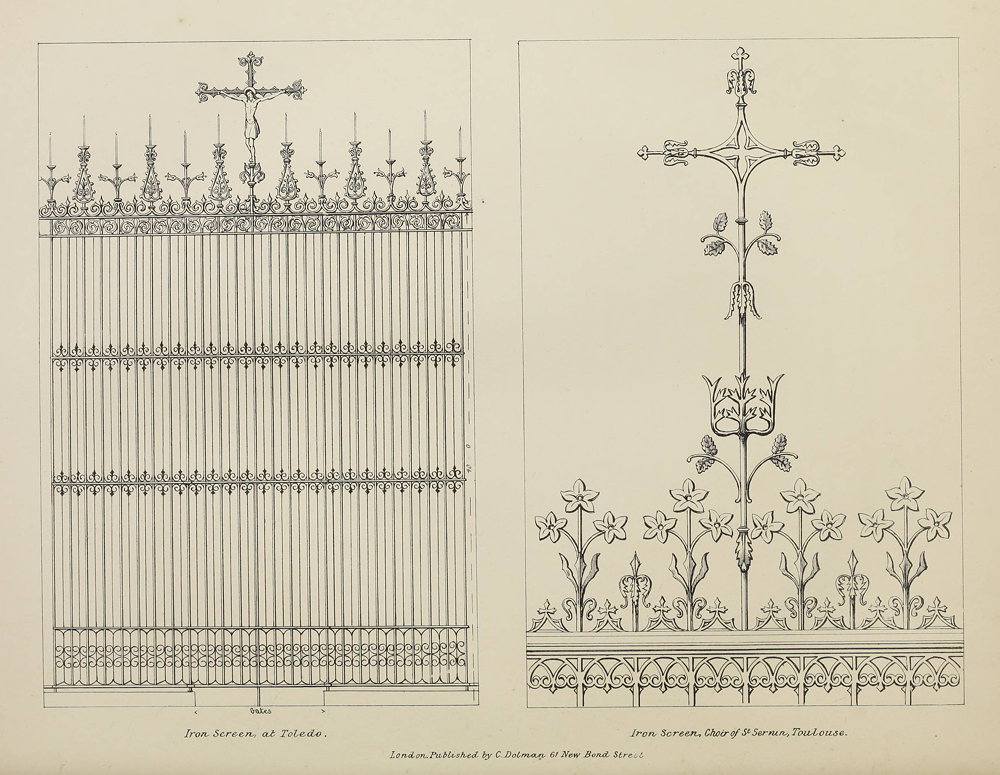 Gates
Iron Screen, at Toledo.
Iron Screen, Choir of St. Sernin, Toulouse.
London. Published by C. Dolman 61 New Bond Street